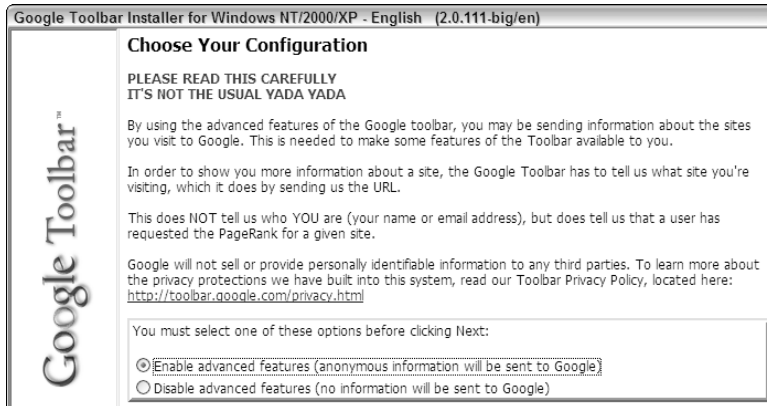 Google Toolbar Installer for Windows NT/2000/XP - English (2.0.111-big/en)
Google Toolbar™
Choose Your Configuration
PLEASE READ THIS CAREFULLY
IT'S NOT THE USUAL YADA YADA
By using the advanced features of the Google toolbar, you may be sending information about the sites
you visit to Google. This is needed to make some features of the Toolbar available to you.
In order to show you more information about a site, the Google Toolbar has to tell us what site you're
visiting, which it does by sending us the URL.
This does NOT tell us who YOU are (your name or email address), but does tell us that a user has
requested the PageRank for a given site.
Google will not sell or provide personally identifiable information to any third parties. To learn more about
the privacy protections we have built into this system, read our Toolbar Privacy Policy, located here:
http://toolbar.google.com/privacy.html
You must select one of these options before clicking Next:
Enable advanced features (anonymous information will be sent to Google)
Disable advanced features (no information will be sent to Google)